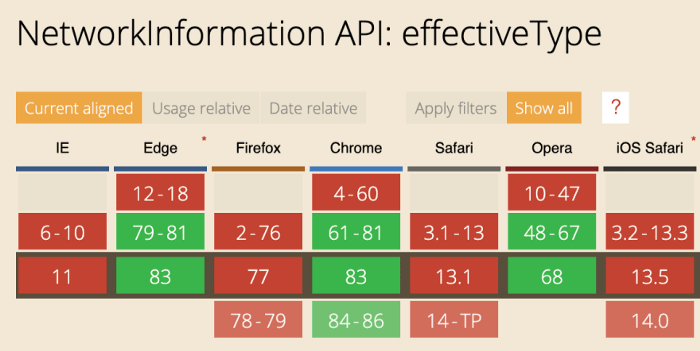 NetworkInformation API: effectiveType
Current aligned Usage relative Date relative Apply filters Show all ?
IE Edge * Firefox Chrome Safari Opera iOS Safari *
12-18 4-60 10-47
6-10 79-81 2-76 61-81 3.1-13 48-67 3.2-13.3
11 83 77 83 13.1 68 13.5
78-79 84-86 14-TP 14.0